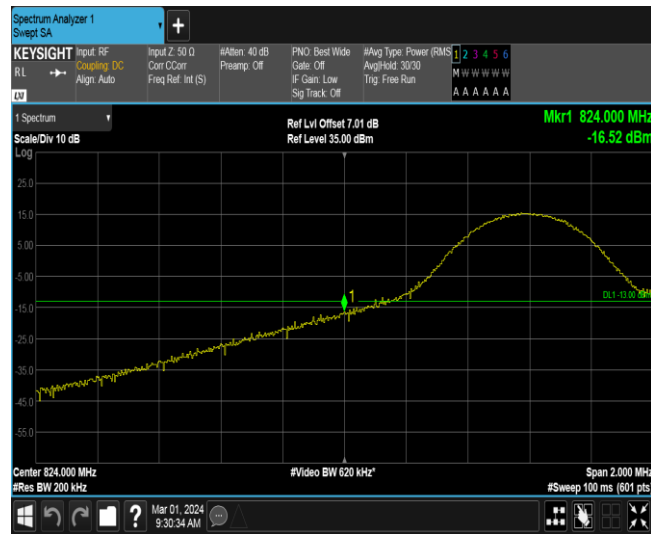 Spectrum Analyzer 1
Swept SA
+
KEYSIGHT
RL
LXI
Input: RF
Coupling: DC
Align: Auto
Input Z: 50 Ω
Corr CCorr
Freq Ref: Int (S)
#Atten: 40 dB
Preamp: Off
PNO: Best Wide
Gate: Off
IF Gain: Low
Sig Track: Off
#Avg Type: Power (RMS
Avg|Hold: 30/30
Trig: Free Run
1 2 3 4 5 6
M W W W W W
A A A A A A
1 Spectrum
Scale/Div 10 dB
Log
Ref Lvl Offset 7.01 dB
Ref Level 35.00 dBm
Mkr1 824.000 MHz
-16.52 dBm
25.0
15.0
5.00
-5.00
-15.0
-25.0
-35.0
-45.0
-55.0
1
DL1 -13.00 dBm
Center 824.000 MHz
#Res BW 200 kHz
#Video BW 620 kHz*
Span 2.000 MHz
#Sweep 100 ms (601 pts)
?
Mar 01, 2024
9:30:34 AM